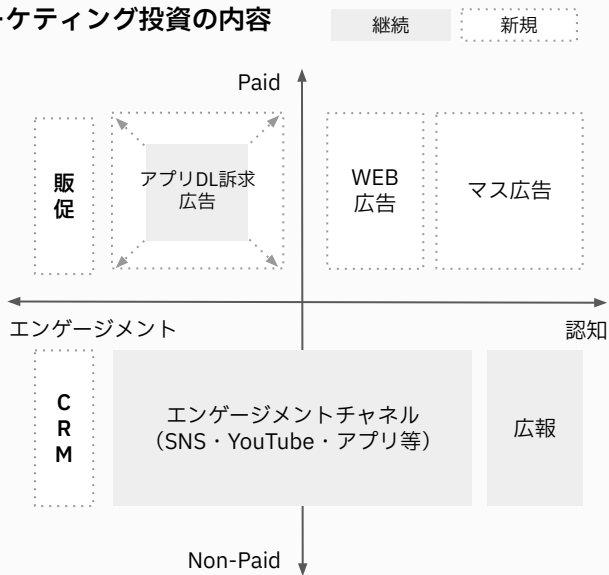 ーケティング投資の内容
継続
新規
Paid
販促
アプリDL訴求
広告
WEB
広告
マス広告
エンゲージメント
認知
CRM
エンゲージメントチャネル
（SNS・YouTube・アプリ等）
広報
Non-Paid